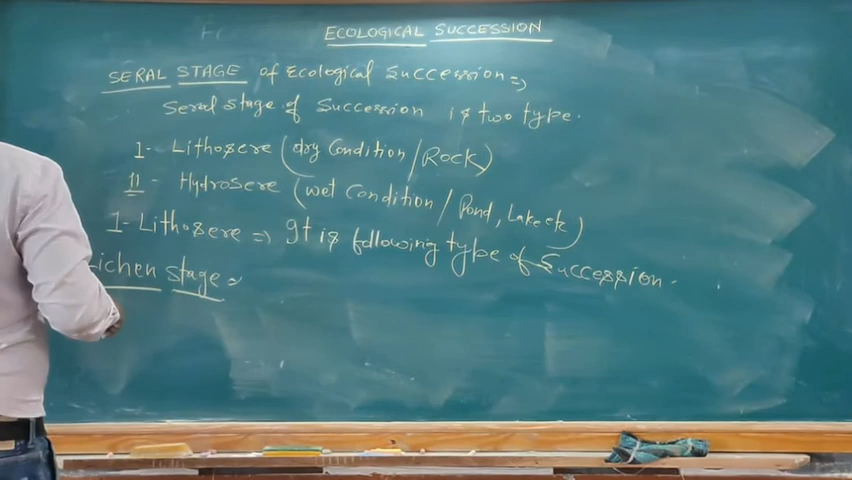 ECOLOGICAL SUCCESSION
SERAL STAGE of Ecological Succession ⇒
Seral stage of Succession is two type.
1- Lithosere (dry Condition / Rock)
11 - Hydrosere (wet Condition / Pond, Lake etc)
1- Lithosere ⇒ It is following type of Succession.
ichen stage ⇒